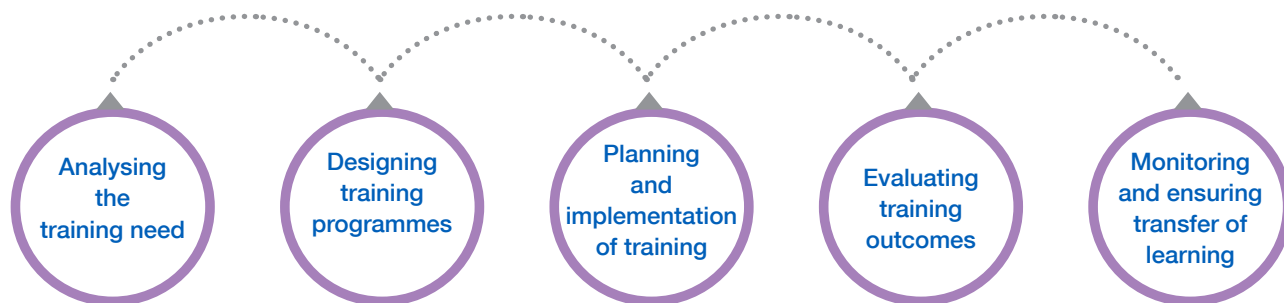 Analysing
the
training need
Designing
training
programmes
Planning
and
implementation
of training
Evaluating
training
outcomes
Monitoring
and ensuring
transfer of
learning